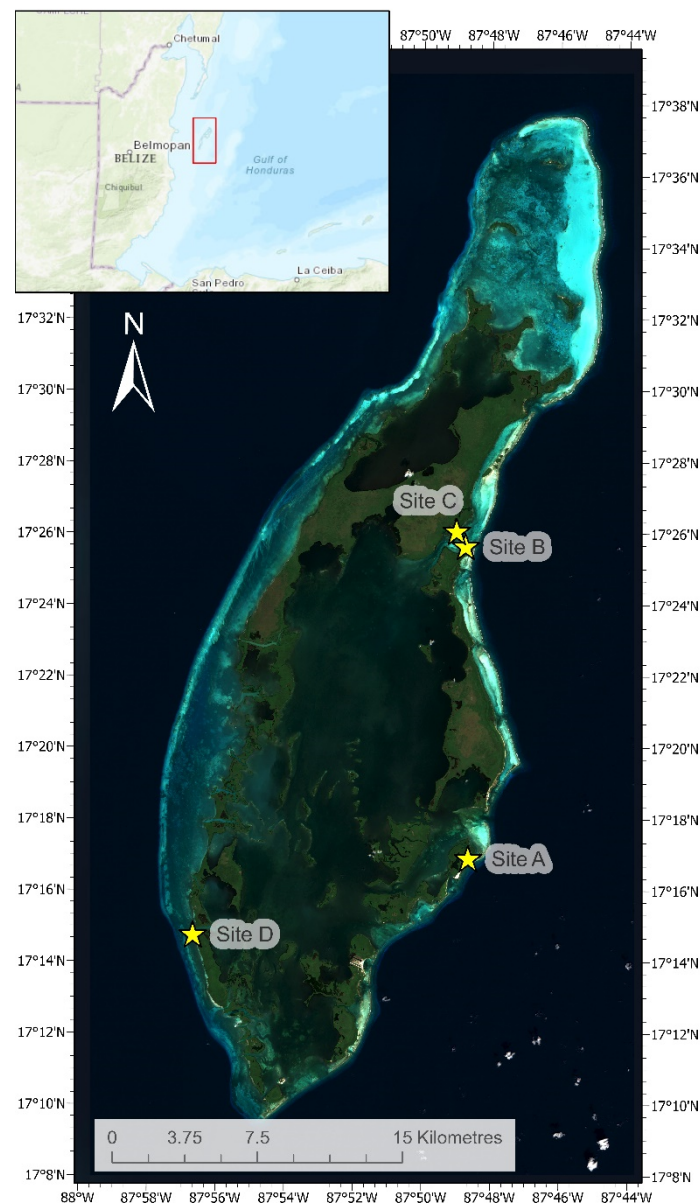 Chetumal
Belmopan
BELIZE
Chiquibul
Gulf of
Honduras
La Ceiba
San Pedro
87°50'W 87°48'W 87°46'W 87°44'W
17°38'N
17°36'N
17°34'N
17°32'N 17°32'N
N
17°30'N 17°30'N
17°28'N 17°28'N
Site C
17°26'N 17°26'N
Site B
17°24'N 17°24'N
17°22'N 17°22'N
17°20'N 17°20'N
17°18'N 17°18'N
Site A
17°16'N 17°16'N
Site D
17°14'N 17°14'N
17°12'N 17°12'N
17°10'N 17°10'N
0 3.75 7.5 15 Kilometres
17°8'N 17°8'N
88°W 87°58'W 87°56'W 87°54'W 87°52'W 87°50'W 87°48'W 87°46'W 87°44'W